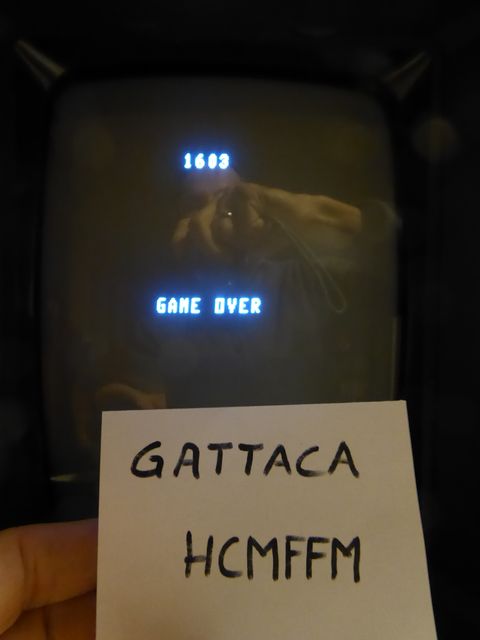 1603
GAME OVER
GATTACA
HCMFFM